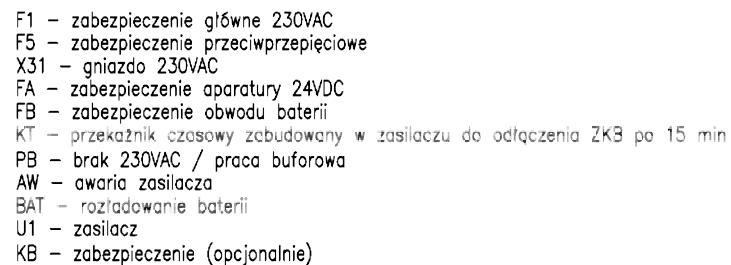 F1 – zabezpieczenie główne 230VAC
F5 – zabezpieczenie przeciwprzepięciowe
X31 – gniazdo 230VAC
FA – zabezpieczenie aparatury 24VDC
FB – zabezpieczenie obwodu baterii
KT – przekaźnik czasowy zabudowany w zasilaczu do odłączenia ZKB po 15 min
PB – brak 230VAC / praca buforowa
AW – awaria zasilacza
BAT – rozładowanie baterii
U1 – zasilacz
KB – zabezpieczenie (opcjonalnie)